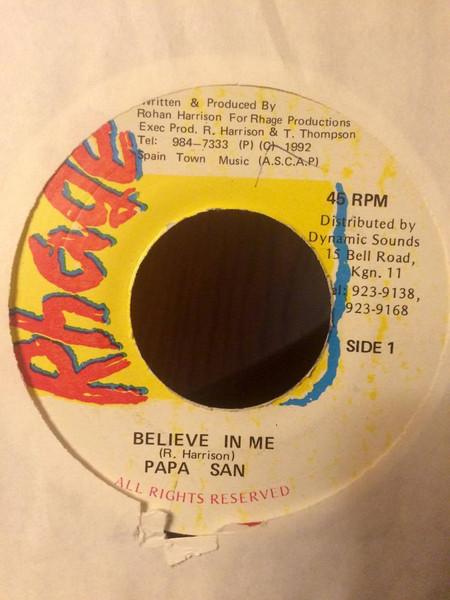 Written & Produced By
Rohan Harrison For Rhage Productions
Exec Prod. R. Harrison & T. Thompson
Tel: 984-7333 (P) (C) 1992
Spain Town Music (A.S.C.A.P)
Rhage
45 RPM
Distributed by
Dynamic Sounds
15 Bell Road,
Kgn. 11
Tel: 923-9138,
923-9168
SIDE 1
BELIEVE IN ME
(R. Harrison)
PAPA SAN
ALL RIGHTS RESERVED